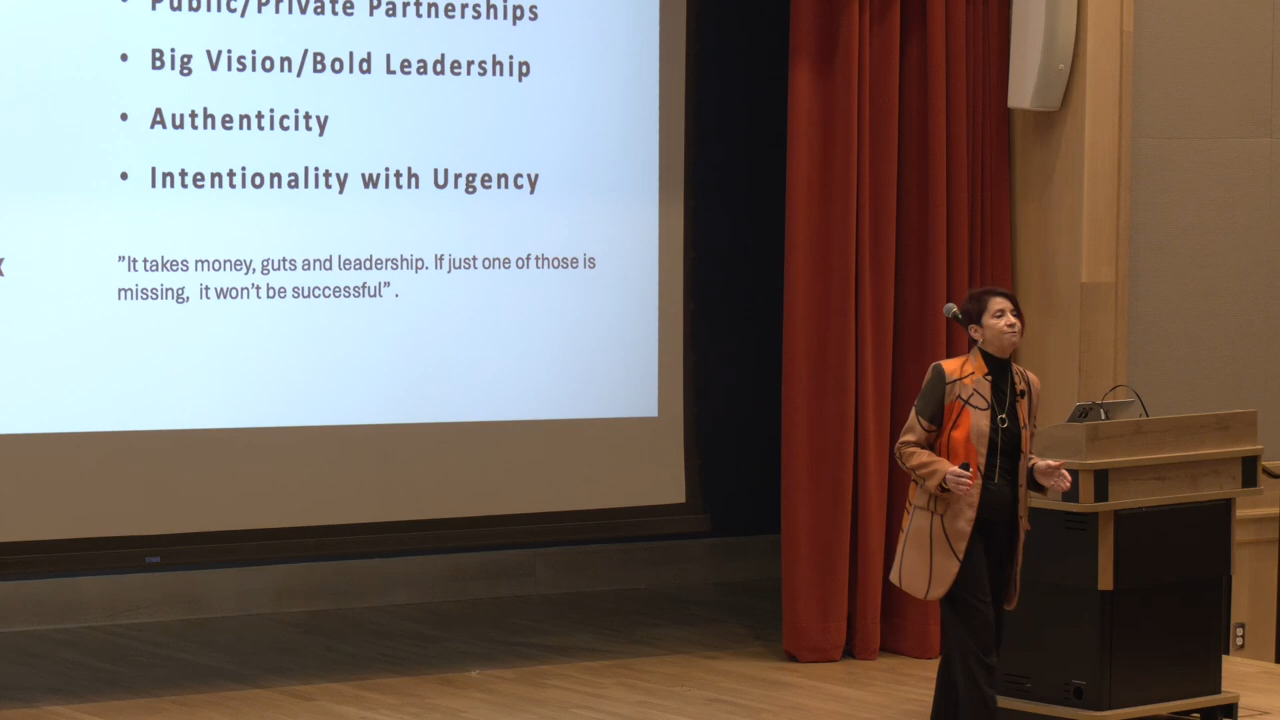 • Public/Private Partnerships
• Big Vision/Bold Leadership
• Authenticity
• Intentionality with Urgency
”It takes money, guts and leadership. If just one of those is
missing, it won’t be successful” .